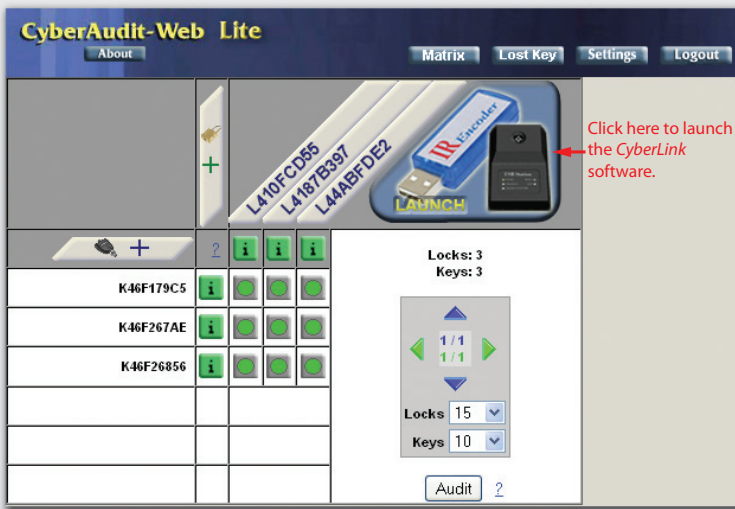 CyberAudit-Web Lite
About
Matrix Lost Key Settings Logout
L410FCD55
L4187B397
L44ABFDE2
IR Encoder
LAUNCH
Click here to launch
the CyberLink
software.
+
+ ? i i i
Locks: 3
Keys: 3
K46F179C5 i
K46F267AE i
K46F26856 i
1/1
1/1
Locks 15
Keys 10
Audit ?